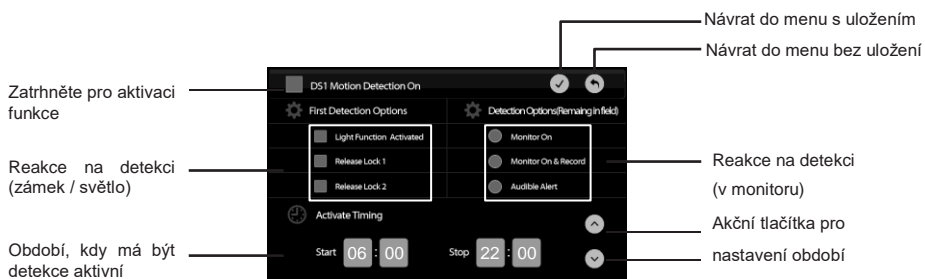 Návrat do menu s uložením
Návrat do menu bez uložení
Zatrhněte pro aktivaci
funkce
DS1 Motion Detection On
First Detection Options
Detection Options(Remaing in field)
Light Function Activated
Monitor On
Reakce na detekci
(zámek / světlo)
Release Lock 1
Monitor On & Record
Reakce na detekci
(v monitoru)
Release Lock 2
Audible Alert
Activate Timing
Akční tlačítka pro
nastavení období
Období, kdy má být
detekce aktivní
Start 06 : 00 Stop 22 : 00